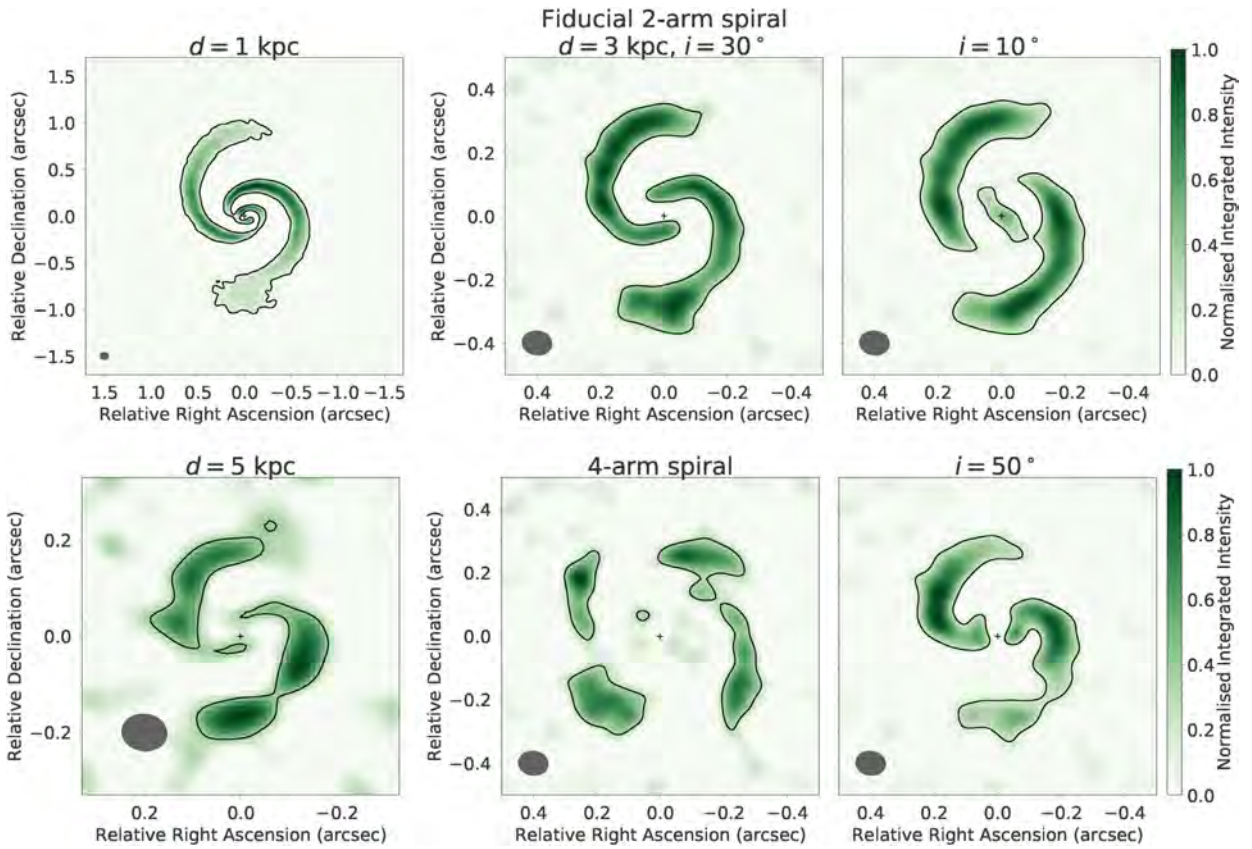 Fiducial 2-arm spiral
d = 1 kpc
d = 3 kpc, i = 30°
i = 10°
Relative Declination (arcsec)
1.5
1.0
0.5
0.0
−0.5
−1.0
−1.5
1.5 1.0 0.5 0.0 −0.5 −1.0 −1.5
Relative Right Ascension (arcsec)
Relative Declination (arcsec)
0.4
0.2
0.0
−0.2
−0.4
0.4 0.2 0.0 −0.2 −0.4
Relative Right Ascension (arcsec)
0.4 0.2 0.0 −0.2 −0.4
Relative Right Ascension (arcsec)
1.0
0.8
0.6
0.4
0.2
0.0
Normalised Integrated Intensity
d = 5 kpc
4-arm spiral
i = 50°
Relative Declination (arcsec)
0.2
0.0
−0.2
0.2 0.0 −0.2
Relative Right Ascension (arcsec)
Relative Declination (arcsec)
0.4
0.2
0.0
−0.2
−0.4
0.4 0.2 0.0 −0.2 −0.4
Relative Right Ascension (arcsec)
0.4 0.2 0.0 −0.2 −0.4
Relative Right Ascension (arcsec)
1.0
0.8
0.6
0.4
0.2
0.0
Normalised Integrated Intensity